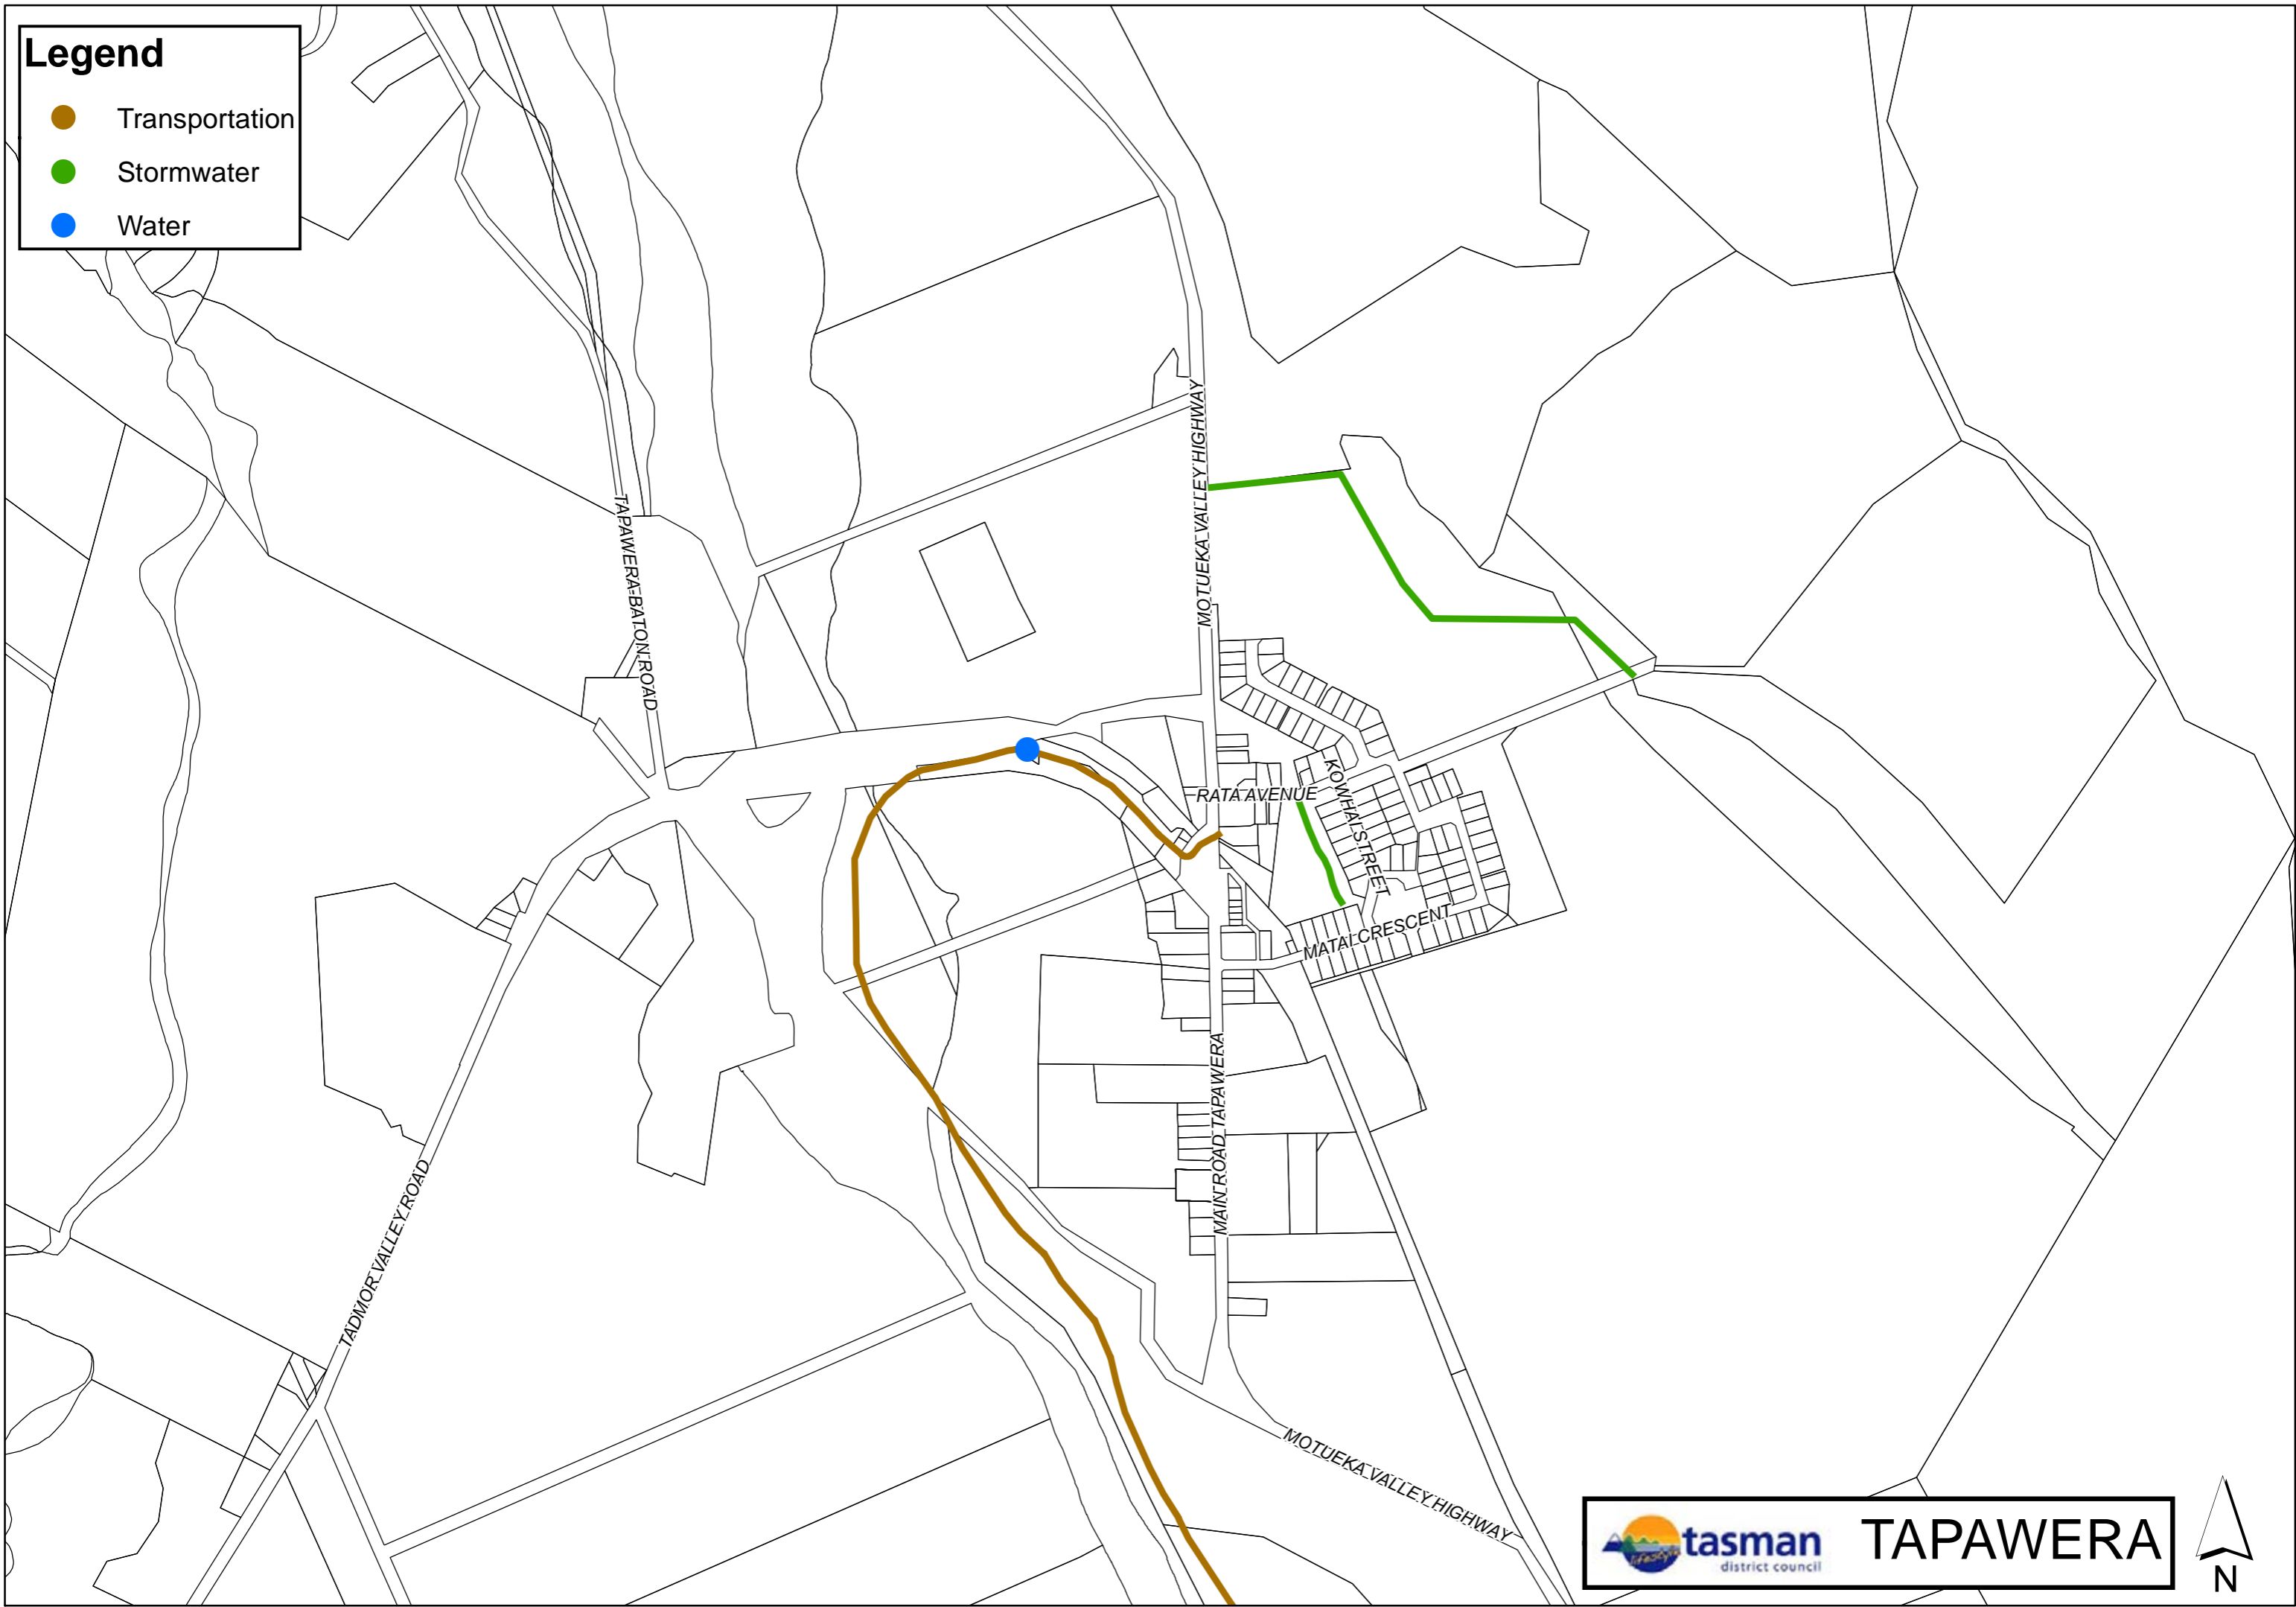 Legend
Transportation
Stormwater
Water
MOTUEKA VALLEY HIGHWAY
TAPAWERA-BATON ROAD
RATA AVENUE
KOWHAI STREET
MATAI CRESCENT
MAIN ROAD TAPAWERA
TADMOR VALLEY ROAD
MOTUEKA VALLEY HIGHWAY
tasman
district council
lifestyle
TAPAWERA
N